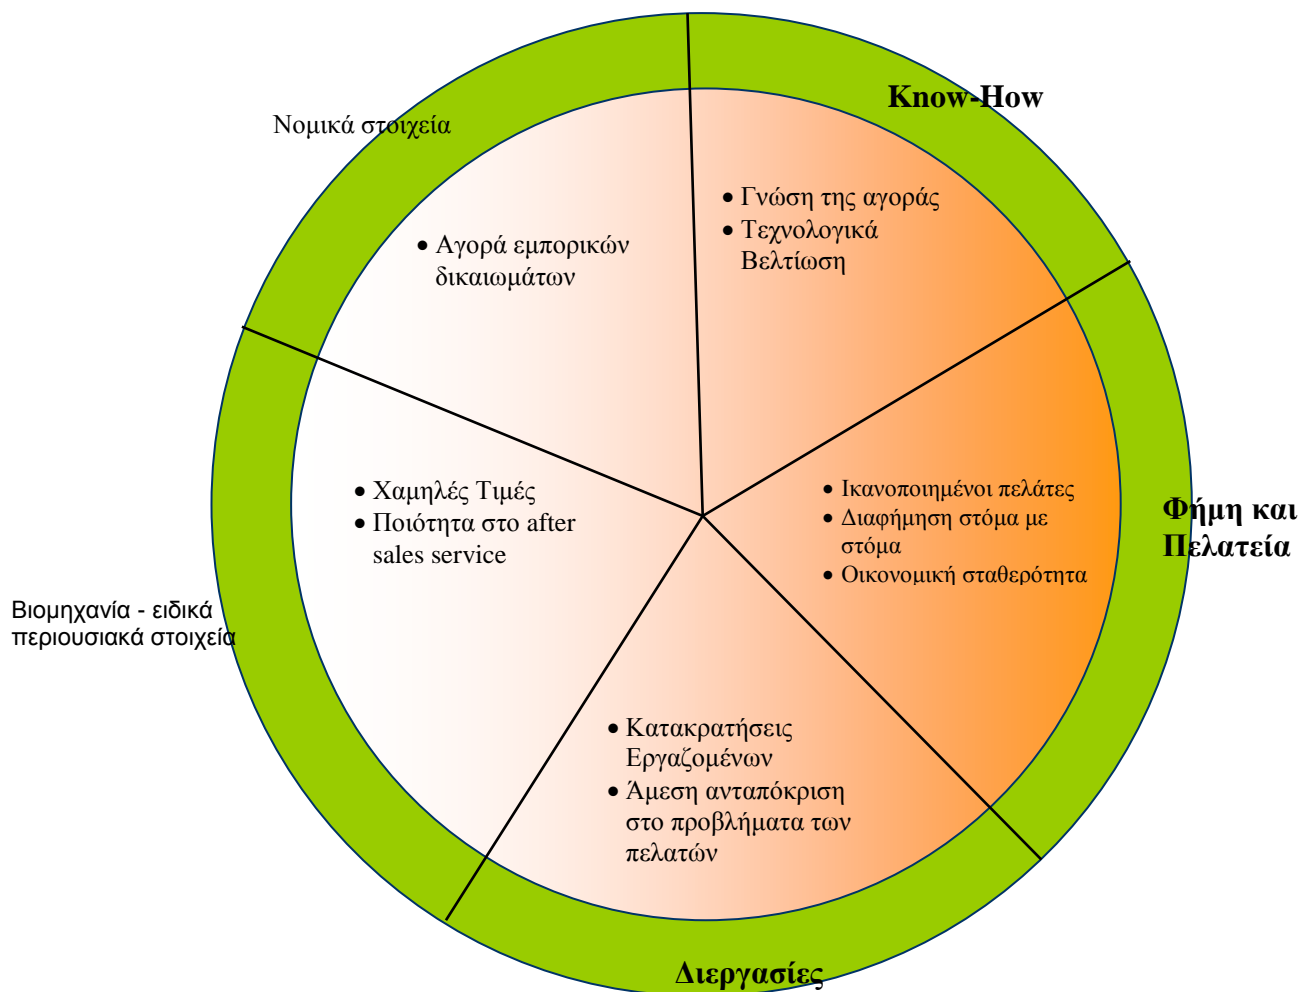 Know-How
Νομικά στοιχεία
• Γνώση της αγοράς
• Τεχνολογικά
Βελτίωση
• Αγορά εμπορικών
δικαιωμάτων
• Χαμηλές Τιμές
• Ποιότητα στο after
sales service
• Ικανοποιημένοι πελάτες
• Διαφήμηση στόμα με
στόμα
• Οικονομική σταθερότητα
Φήμη και
Πελατεία
Βιομηχανία - ειδικά
περιουσιακά στοιχεία
• Κατακρατήσεις
Εργαζομένων
• Άμεση ανταπόκριση
στο προβλήματα των
πελατών
Διεργασίες